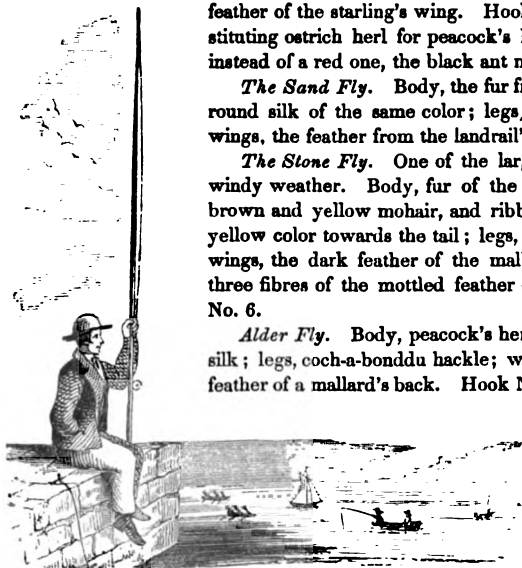 feather of the starling's wing. Hook
stituting ostrich herl for peacock's
instead of a red one, the black ant
The Sand Fly. Body, the fur
round silk of the same color; legs,
wings, the feather from the landrail'
The Stone Fly. One of the
windy weather. Body, fur of the
brown and yellow mohair, and
yellow color towards the tail; legs,
wings, the dark feather of the
three fibres of the mottled feather
No. 6.
Alder Fly. Body, peacock's
silk; legs, coch-a-bonddu hackle;
feather of a mallard's back. Hook